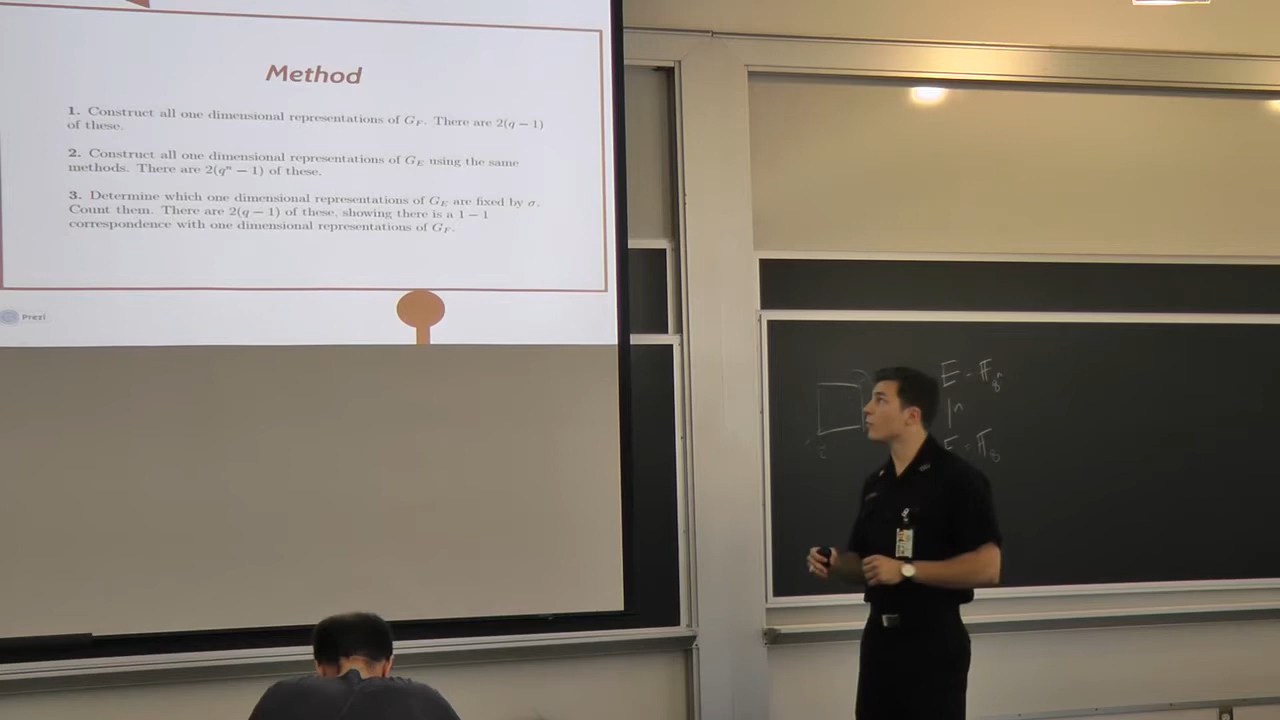 Method
1. Construct all one dimensional representations of G_F. There are 2(q − 1)
of these.
2. Construct all one dimensional representations of G_E using the same
methods. There are 2(qⁿ − 1) of these.
3. Determine which one dimensional representations of G_E are fixed by σ.
Count them. There are 2(q − 1) of these, showing there is a 1 − 1
correspondence with one dimensional representations of G_F.
Prezi
E = 𝔽_qⁿ
| n
F = 𝔽_q